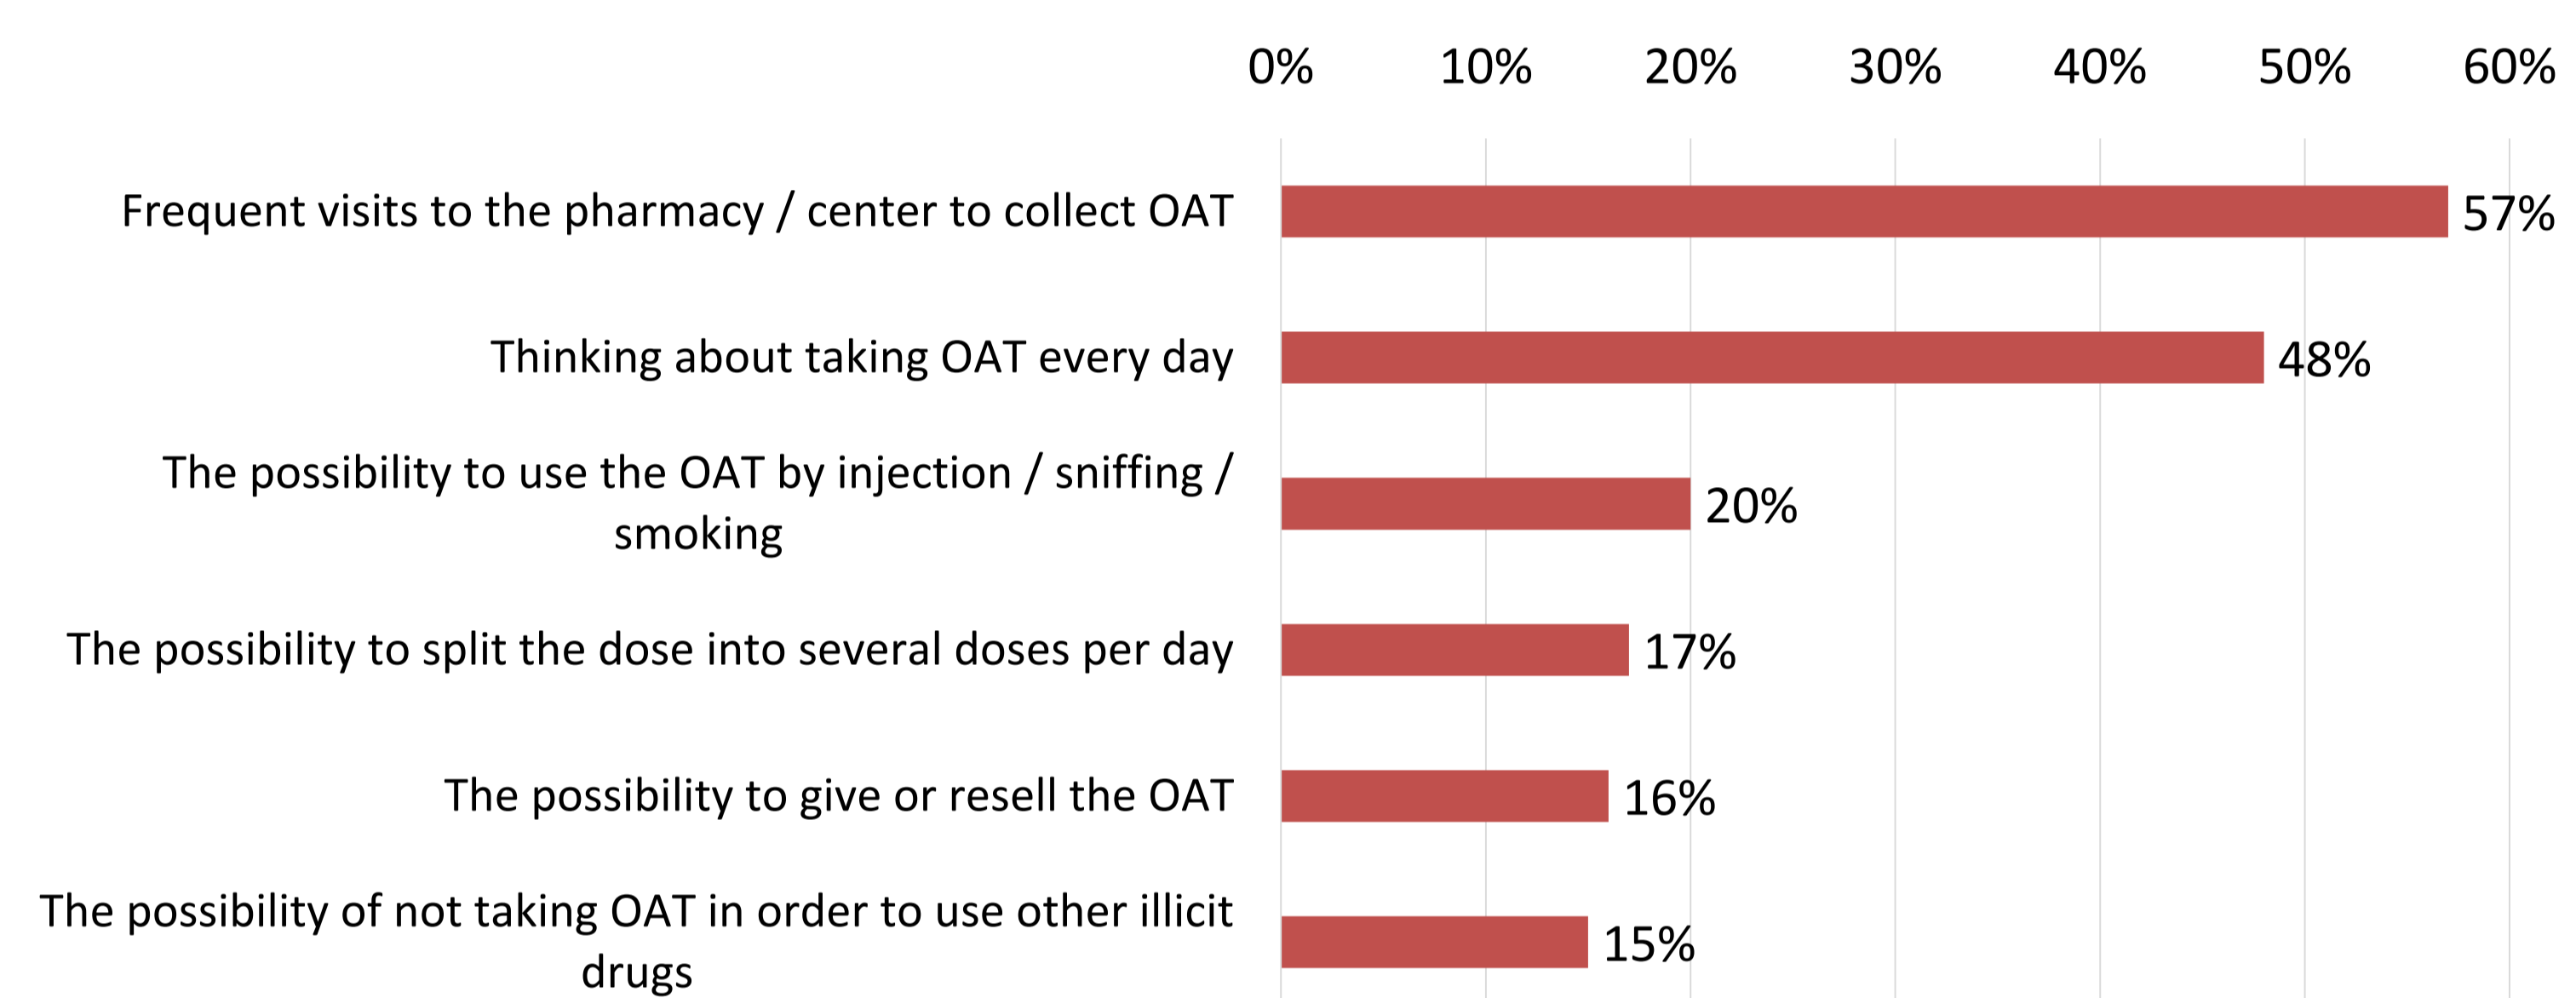 0% 10% 20% 30% 40% 50% 60%
Frequent visits to the pharmacy / center to collect OAT 57%
Thinking about taking OAT every day 48%
The possibility to use the OAT by injection / sniffing /
smoking
20%
The possibility to split the dose into several doses per day 17%
The possibility to give or resell the OAT 16%
The possibility of not taking OAT in order to use other illicit
drugs
15%